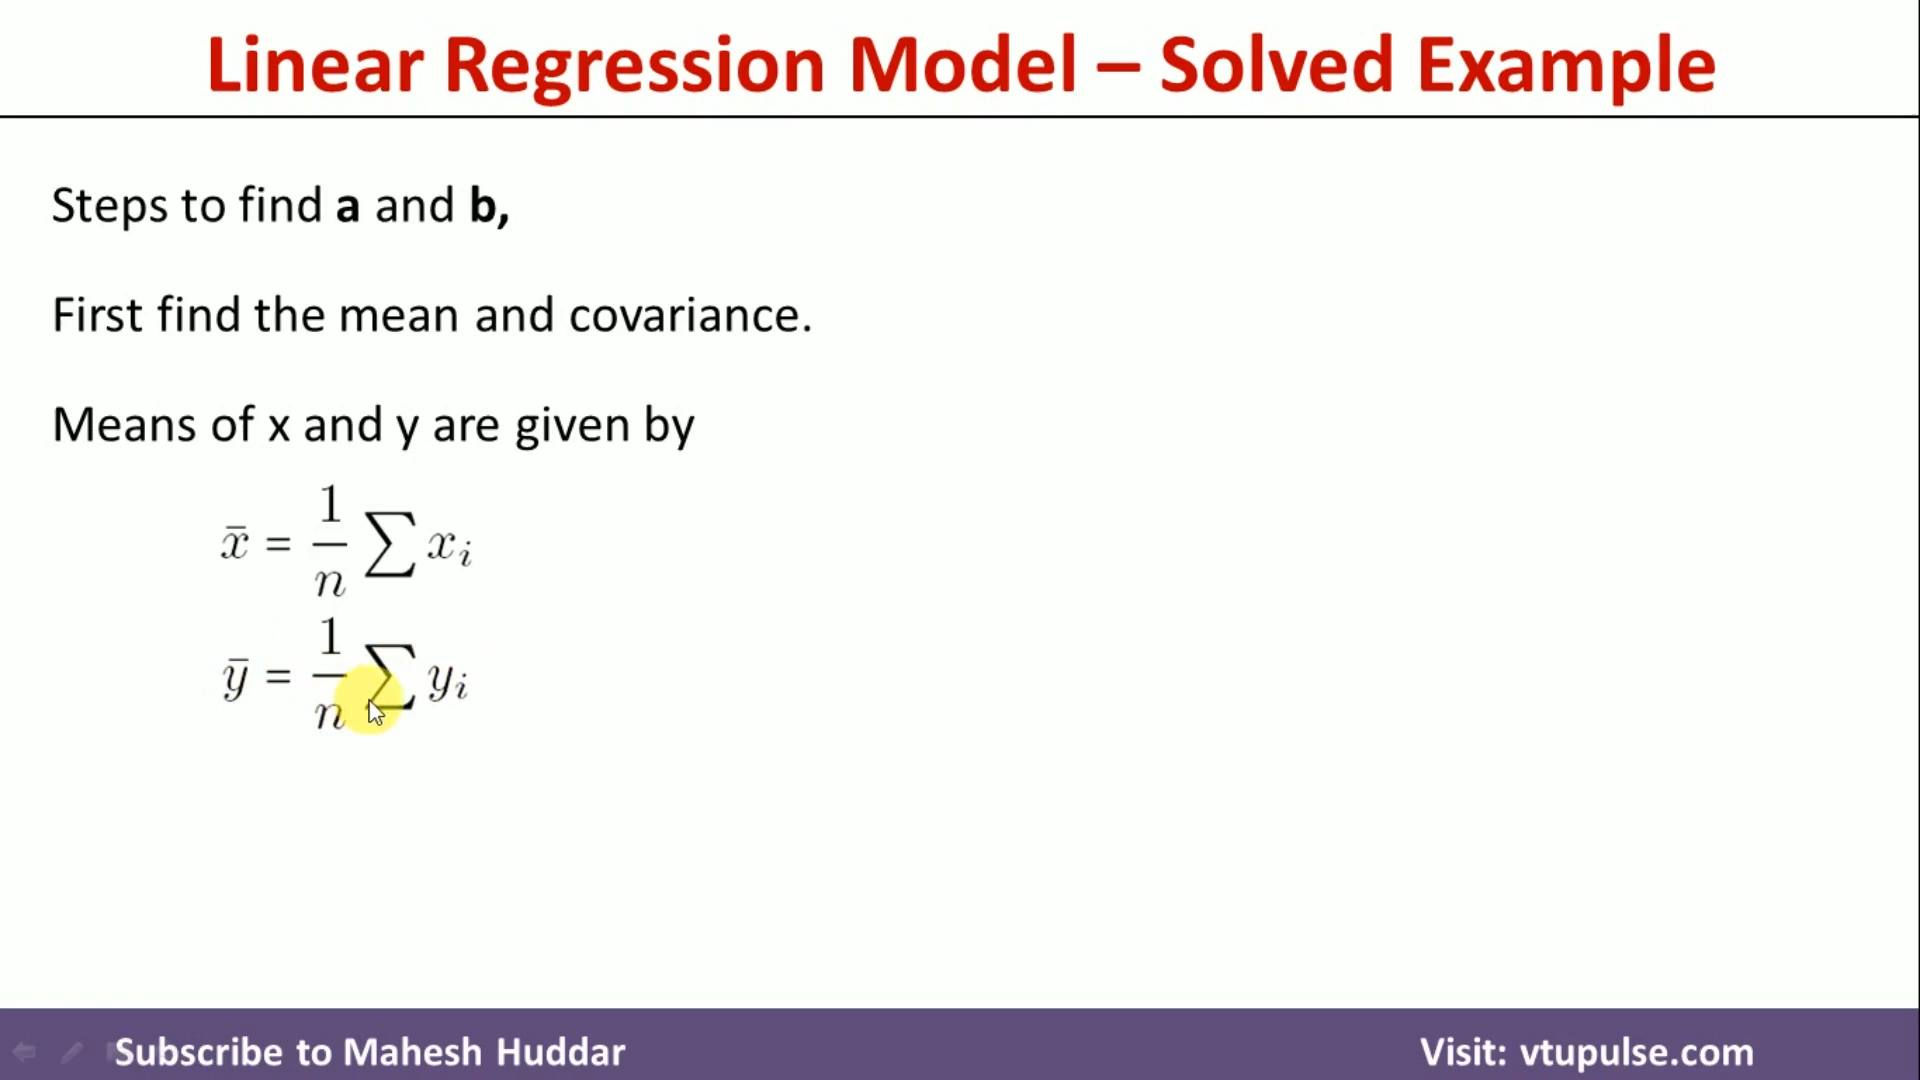 Linear Regression Model – Solved Example
Steps to find a and b,
First find the mean and covariance.
Means of x and y are given by
x̄ = 1/n ∑ xᵢ
ȳ = 1/n ∑ yᵢ
Subscribe to Mahesh Huddar
Visit: vtupulse.com